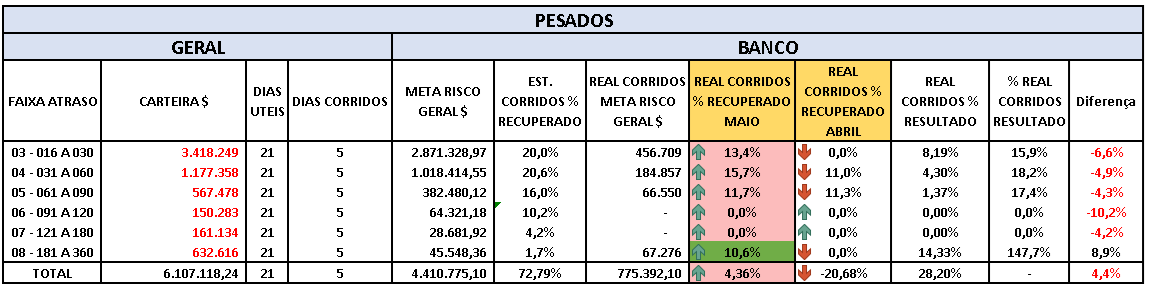 PESADOS
GERAL BANCO
FAIXA ATRASO CARTEIRA $ DIAS UTEIS DIAS CORRIDOS META RISCO GERAL $ EST. CORRIDOS % RECUPERADO REAL CORRIDOS META RISCO GERAL $ REAL CORRIDOS % RECUPERADO MAIO REAL CORRIDOS % RECUPERADO ABRIL REAL CORRIDOS % RESULTADO % REAL CORRIDOS RESULTADO Diferença
03 - 016 A 030 3.418.249 21 5 2.871.328,97 20,0% 456.709 13,4% 0,0% 8,19% 15,9% -6,6%
04 - 031 A 060 1.177.358 21 5 1.018.414,55 20,6% 184.857 15,7% 11,0% 4,30% 18,2% -4,9%
05 - 061 A 090 567.478 21 5 382.480,12 16,0% 66.550 11,7% 11,3% 1,37% 17,4% -4,3%
06 - 091 A 120 150.283 21 5 64.321,18 10,2% - 0,0% 0,0% 0,00% 0,0% -10,2%
07 - 121 A 180 161.134 21 5 28.681,92 4,2% - 0,0% 0,0% 0,00% 0,0% -4,2%
08 - 181 A 360 632.616 21 5 45.548,36 1,7% 67.276 10,6% 0,0% 14,33% 147,7% 8,9%
TOTAL 6.107.118,24 21 5 4.410.775,10 72,79% 775.392,10 4,36% -20,68% 28,20% - 4,4%